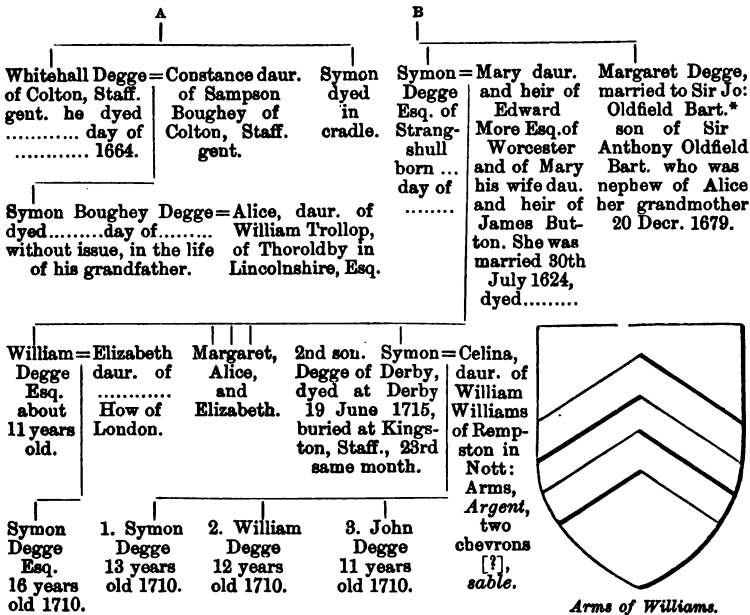 A
B
Whitehall Degge=
of Colton, Staff.
gent. he dyed
............ day of
............. 1664.
Constance daur.
of Sampson
Boughey of
Colton, Staff.
gent.
Symon
dyed
in
cradle.
Symon=
Degge
Esq. of
Strang-
shull
born ...
day of
........
Mary daur.
and heir of
Edward
More Esq.of
Worcester
and of Mary
his wife dau.
and heir of
James But-
ton. She was
married 30th
July 1624,
dyed.........
Margaret Degge,
married to Sir Jo:
Oldfield Bart.*
son of Sir
Anthony Oldfield
Bart. who was
nephew of Alice
her grandmother
20 Decr. 1679.
Symon Boughey Degge=
dyed.........day of.........
without issue, in the life
of his grandfather.
Alice, daur. of
William Trollop,
of Thoroldby in
Lincolnshire, Esq.
William=
Degge
Esq.
about
11 years
old.
Elizabeth
daur. of
............
How of
London.
Margaret,
Alice,
and
Elizabeth.
2nd son. Symon=
Degge of Derby,
dyed at Derby
19 June 1715,
buried at Kings-
ton, Staff., 23rd
same month.
Celina,
daur. of
William
Williams
of Remp-
ston in
Nott:
Arms,
Argent,
two
chevrons
[?],
sable.
Symon
Degge
Esq.
16 years
old 1710.
1. Symon
Degge
13 years
old 1710.
2. William
Degge
12 years
old 1710.
3. John
Degge
11 years
old 1710.
Arms of Williams.